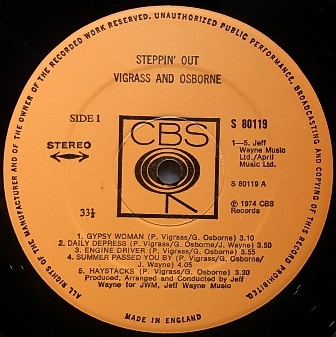 ALL RIGHTS OF THE MANUFACTURER AND OF THE OWNER OF THE RECORDED WORK RESERVED. UNAUTHORIZED PUBLIC PERFORMANCE, BROADCASTING AND COPYING OF THIS RECORD PROHIBITED.
STEPPIN' OUT
VIGRASS AND OSBORNE
SIDE 1
STEREO
33⅓
CBS
S 80119
1—5. Jeff
Wayne Music
Ltd./April
Music Ltd.
S 80119 A
℗ 1974 CBS
Records
1. GYPSY WOMAN (P. Vigrass/G. Osborne) 3.10
2. DAILY DEPRESS (P. Vigrass/G. Osborne/J. Wayne) 3.50
3. ENGINE DRIVER (P. Vigrass/G. Osborne) 3.55
4. SUMMER PASSED YOU BY (P. Vigrass/G. Osborne/
J. Wayne) 4.05
5. HAYSTACKS (P. Vigrass/G. Osborne) 3.30
Produced, Arranged and Conducted by Jeff
Wayne for JWM, Jeff Wayne Music
MADE IN ENGLAND